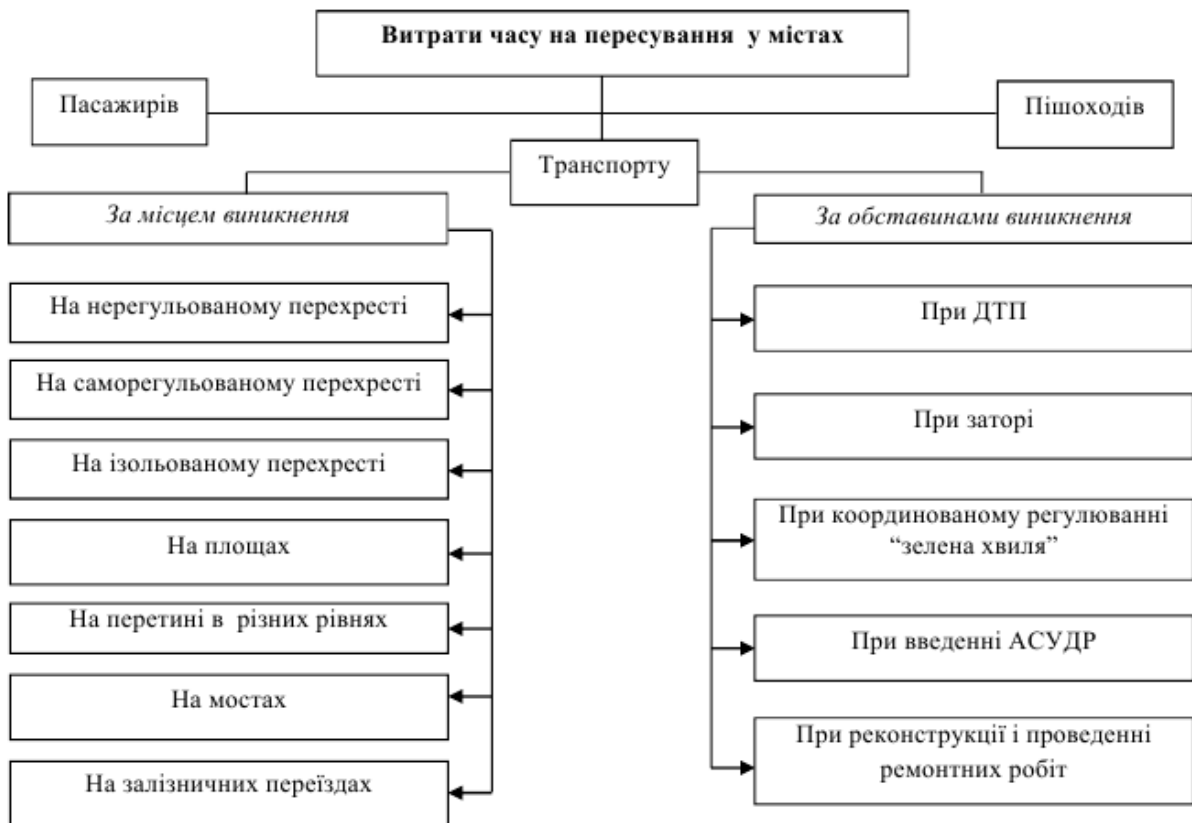 Витрати часу на пересування у містах
Пасажирів
Пішоходів
Транспорту
За місцем виникнення
За обставинами виникнення
На нерегульованому перехресті
На саморегульованому перехресті
На ізольованому перехресті
На площах
На перетині в різних рівнях
На мостах
На залізничних переїздах
При ДТП
При заторі
При координованому регулюванні
“зелена хвиля”
При введенні АСУДР
При реконструкції і проведенні
ремонтних робіт